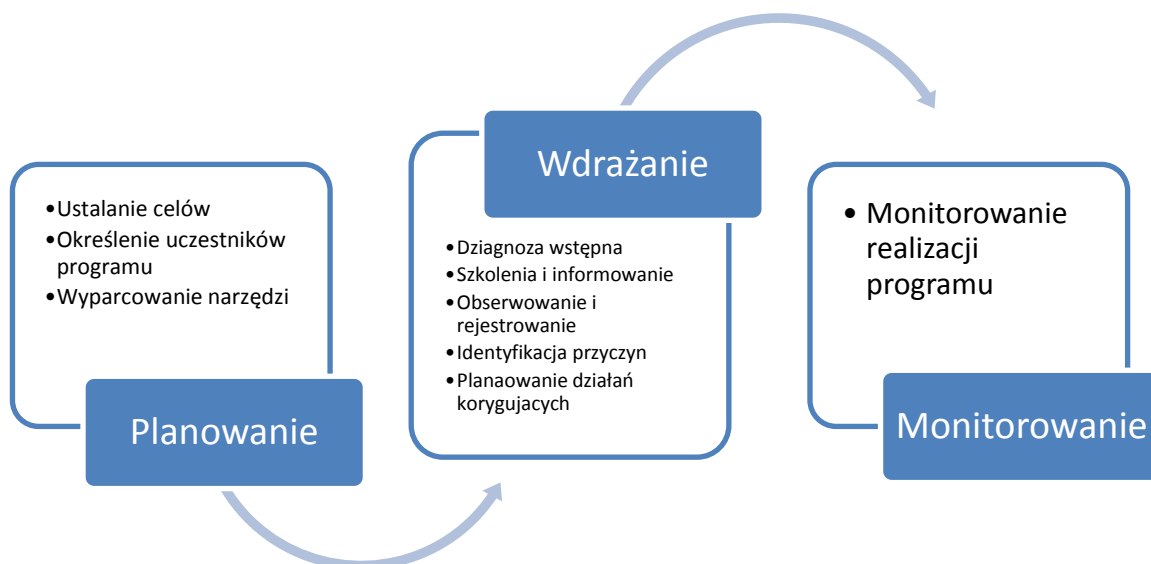 •Ustalanie celów
•Określenie uczestników
programu
•Wyparcowanie narzędzi
Planowanie
Wdrażanie
•Dziagnoza wstępna
•Szkolenia i informowanie
•Obserwowanie i
rejestrowanie
•Identyfikacja przyczyn
•Planaowanie działań
korygujacych
• Monitorowanie
realizacji
programu
Monitorowanie